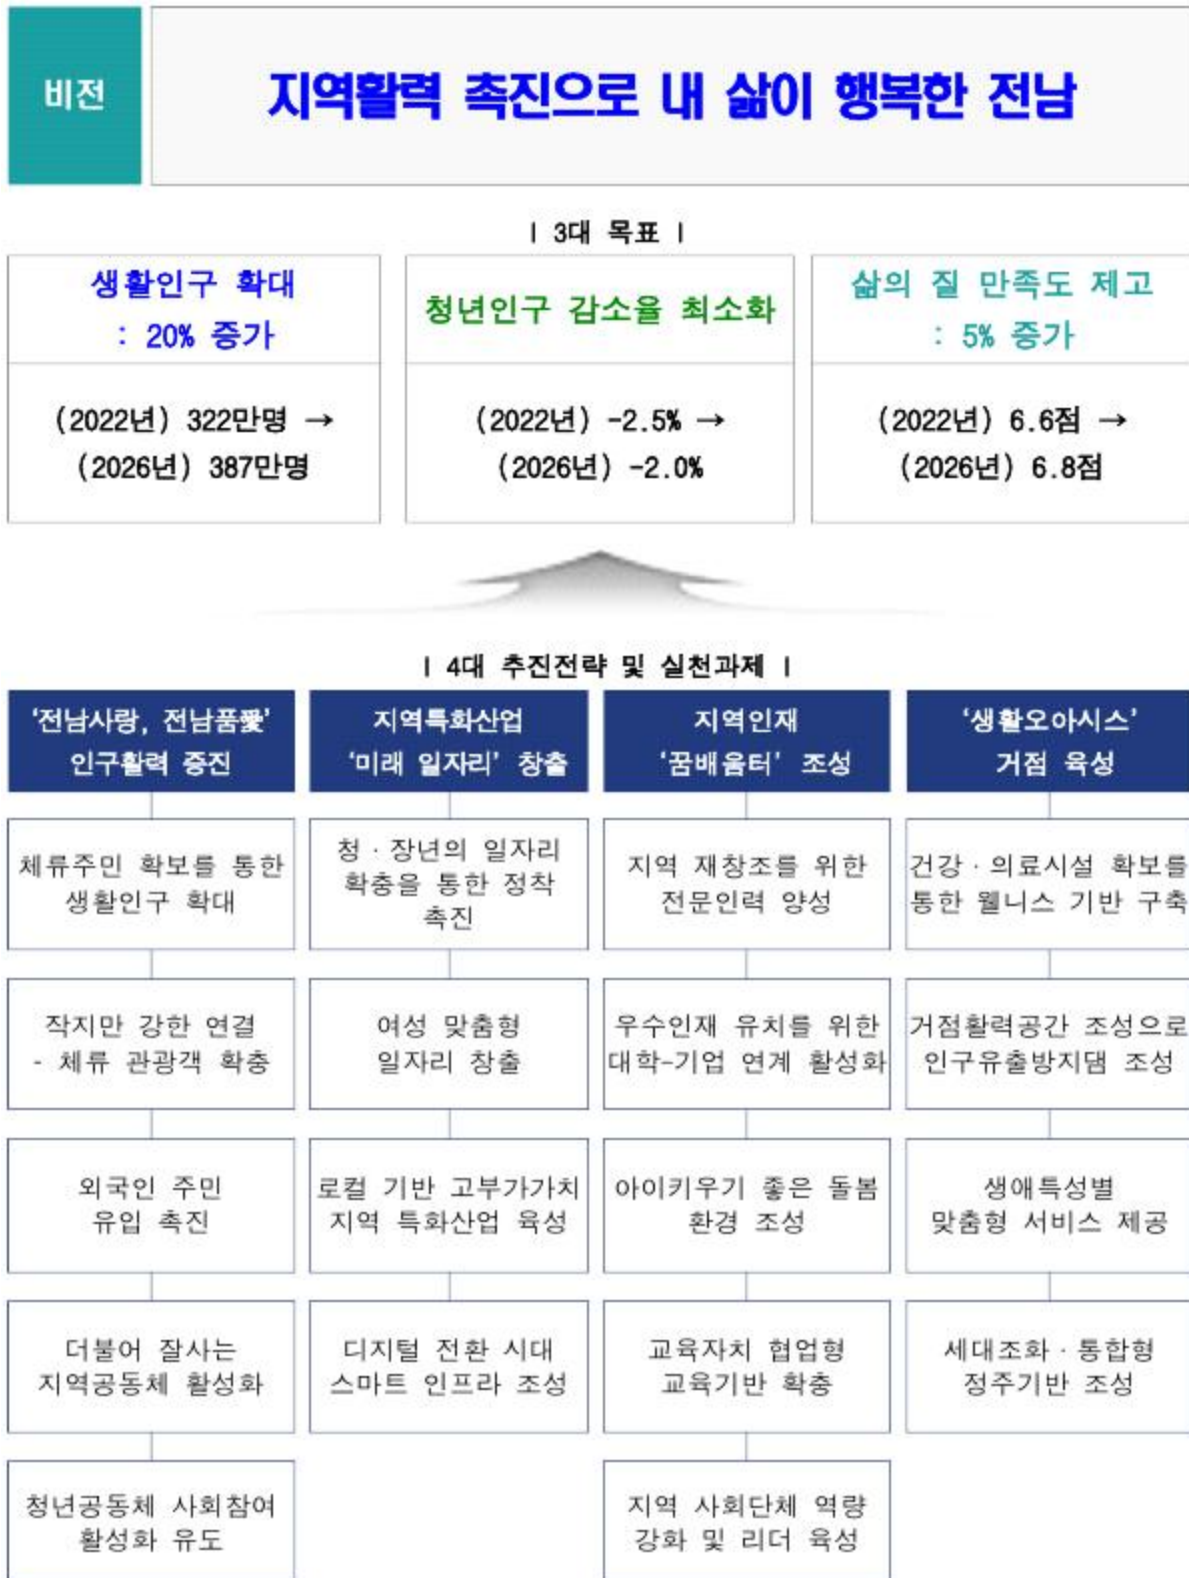 비전
지역활력 촉진으로 내 삶이 행복한 전남
| 3대 목표 |
생활인구 확대
: 20% 증가
(2022년) 322만명 →
(2026년) 387만명
청년인구 감소율 최소화
(2022년) -2.5% →
(2026년) -2.0%
삶의 질 만족도 제고
: 5% 증가
(2022년) 6.6점 →
(2026년) 6.8점
| 4대 추진전략 및 실천과제 |
‘전남사랑, 전남품愛’
인구활력 증진
체류주민 확보를 통한
생활인구 확대
작지만 강한 연결
- 체류 관광객 확충
외국인 주민
유입 촉진
더불어 잘사는
지역공동체 활성화
청년공동체 사회참여
활성화 유도
지역특화산업
‘미래 일자리’ 창출
청·장년의 일자리
확충을 통한 정착
촉진
여성 맞춤형
일자리 창출
로컬 기반 고부가가치
지역 특화산업 육성
디지털 전환 시대
스마트 인프라 조성
지역인재
‘꿈배움터’ 조성
지역 재창조를 위한
전문인력 양성
우수인재 유치를 위한
대학-기업 연계 활성화
아이키우기 좋은 돌봄
환경 조성
교육자치 협업형
교육기반 확충
지역 사회단체 역량
강화 및 리더 육성
‘생활오아시스’
거점 육성
건강·의료시설 확보를
통한 웰니스 기반 구축
거점활력공간 조성으로
인구유출방지댐 조성
생애특성별
맞춤형 서비스 제공
세대조화·통합형
정주기반 조성